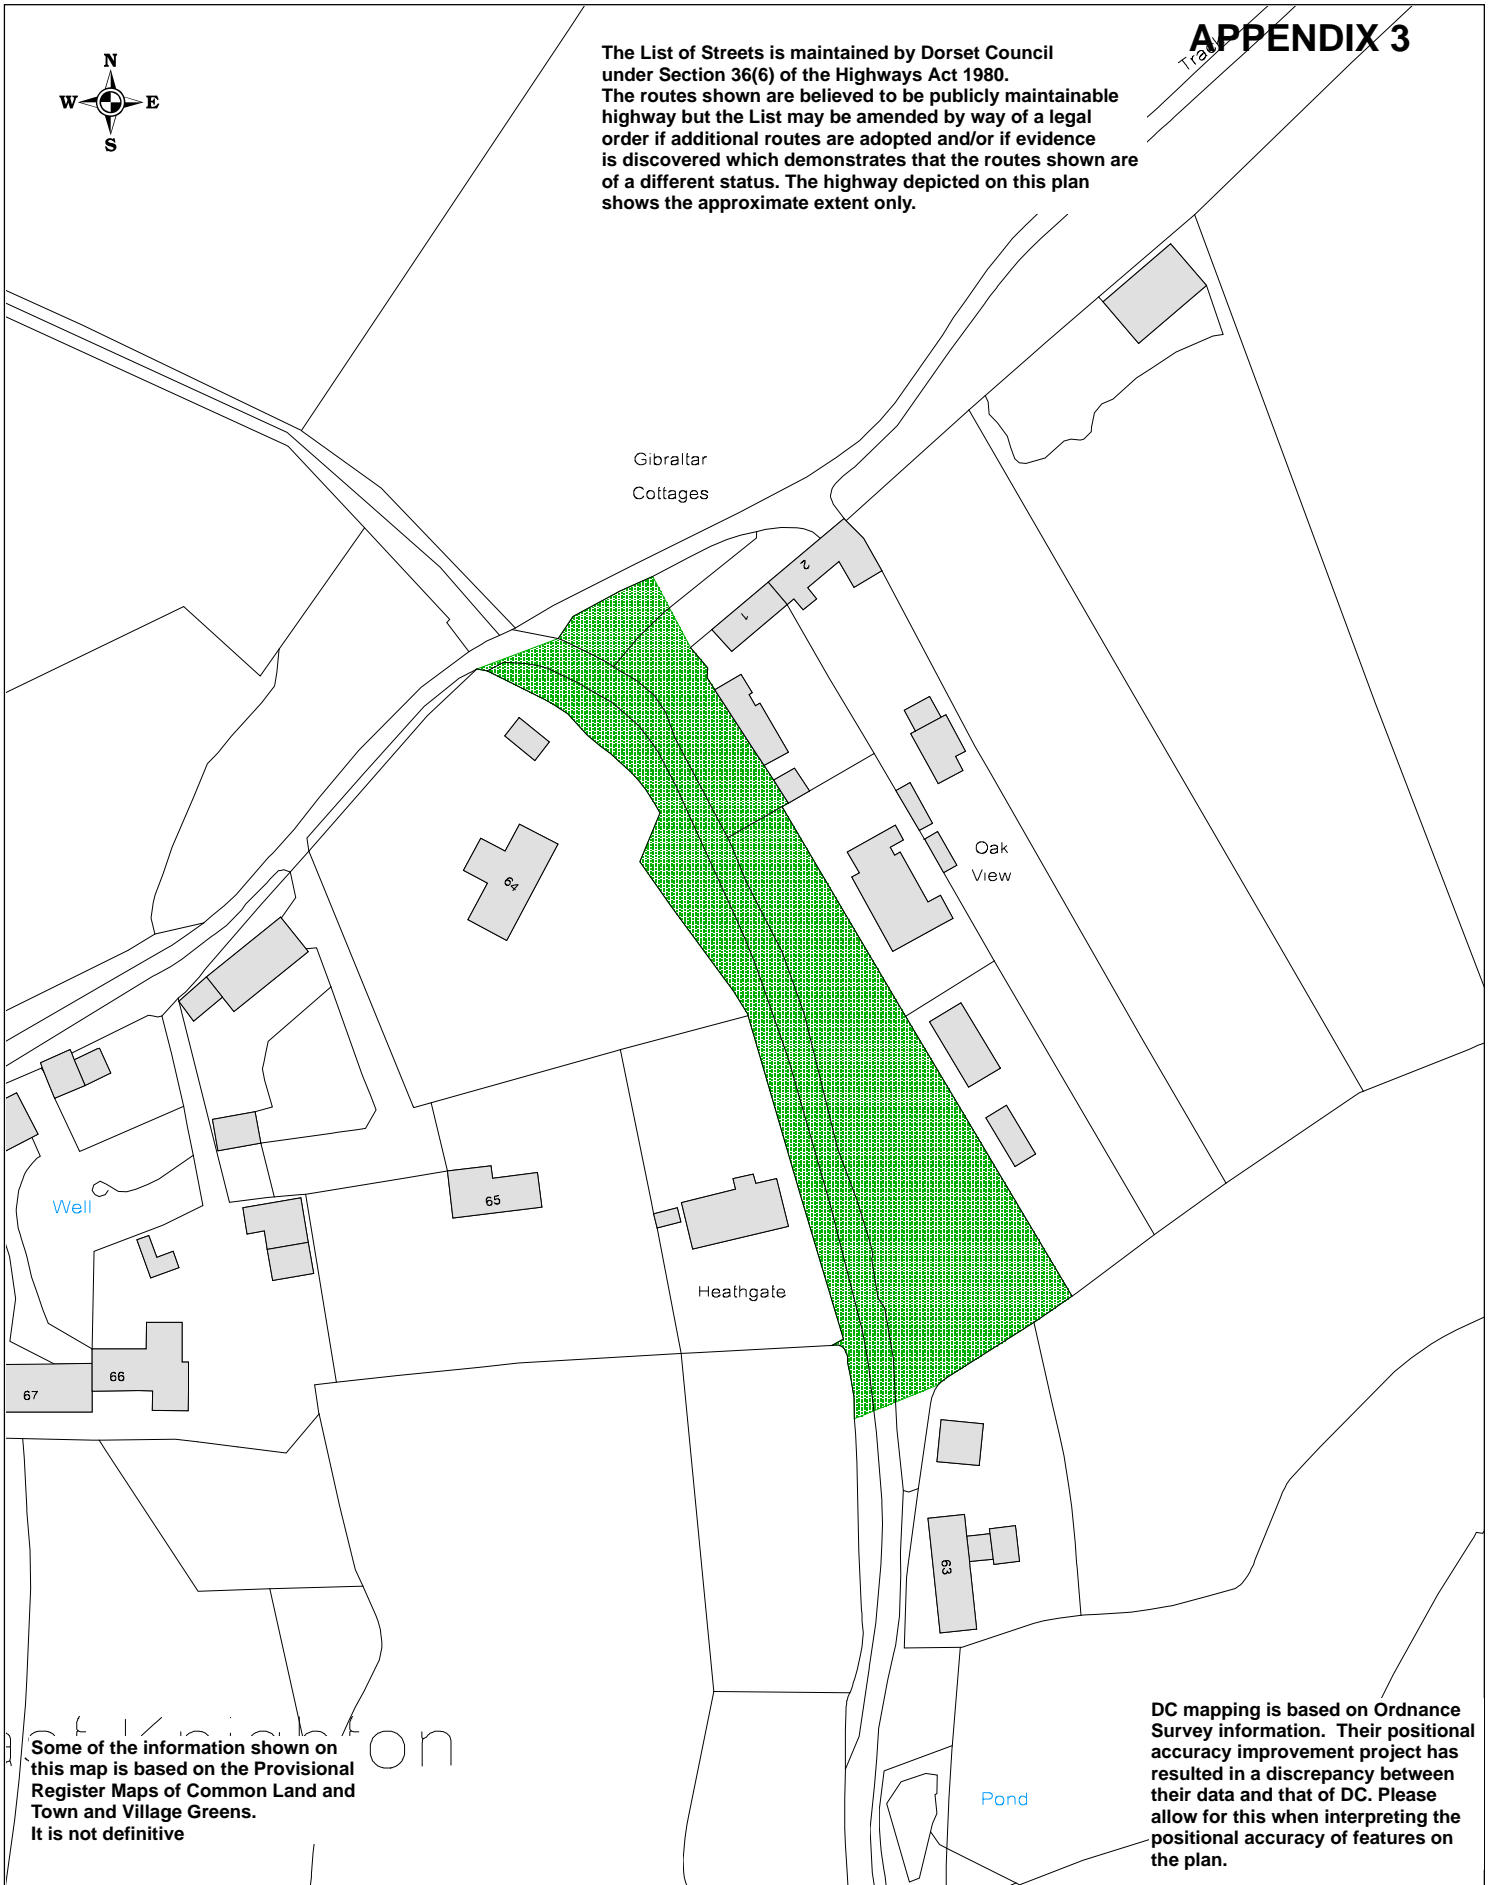 APPENDIX 3
N
W E
S
The List of Streets is maintained by Dorset Council
under Section 36(6) of the Highways Act 1980.
The routes shown are believed to be publicly maintainable
highway but the List may be amended by way of a legal
order if additional routes are adopted and/or if evidence
is discovered which demonstrates that the routes shown are
of a different status. The highway depicted on this plan
shows the approximate extent only.
Track
Gibraltar
Cottages
2
1
64
Oak
View
Well
65
Heathgate
66
67
63
Some of the information shown on
this map is based on the Provisional
Register Maps of Common Land and
Town and Village Greens.
It is not definitive
Pond
DC mapping is based on Ordnance
Survey information. Their positional
accuracy improvement project has
resulted in a discrepancy between
their data and that of DC. Please
allow for this when interpreting the
positional accuracy of features on
the plan.